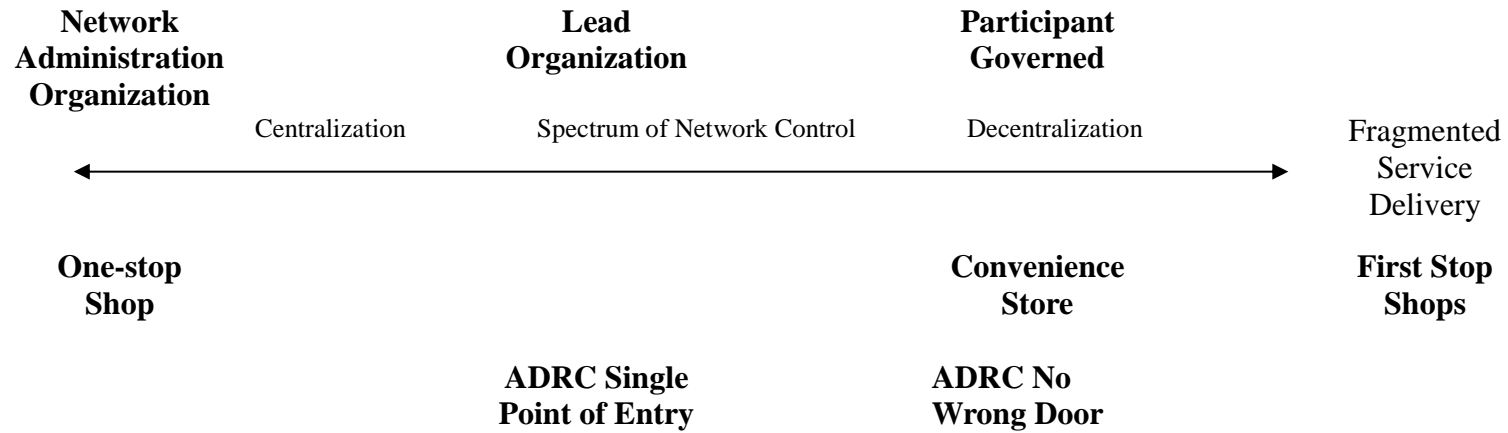 Network
Administration
Organization
Lead
Organization
Participant
Governed
Centralization
Spectrum of Network Control
Decentralization
Fragmented
Service
Delivery
One-stop
Shop
Convenience
Store
First Stop
Shops
ADRC Single
Point of Entry
ADRC No
Wrong Door